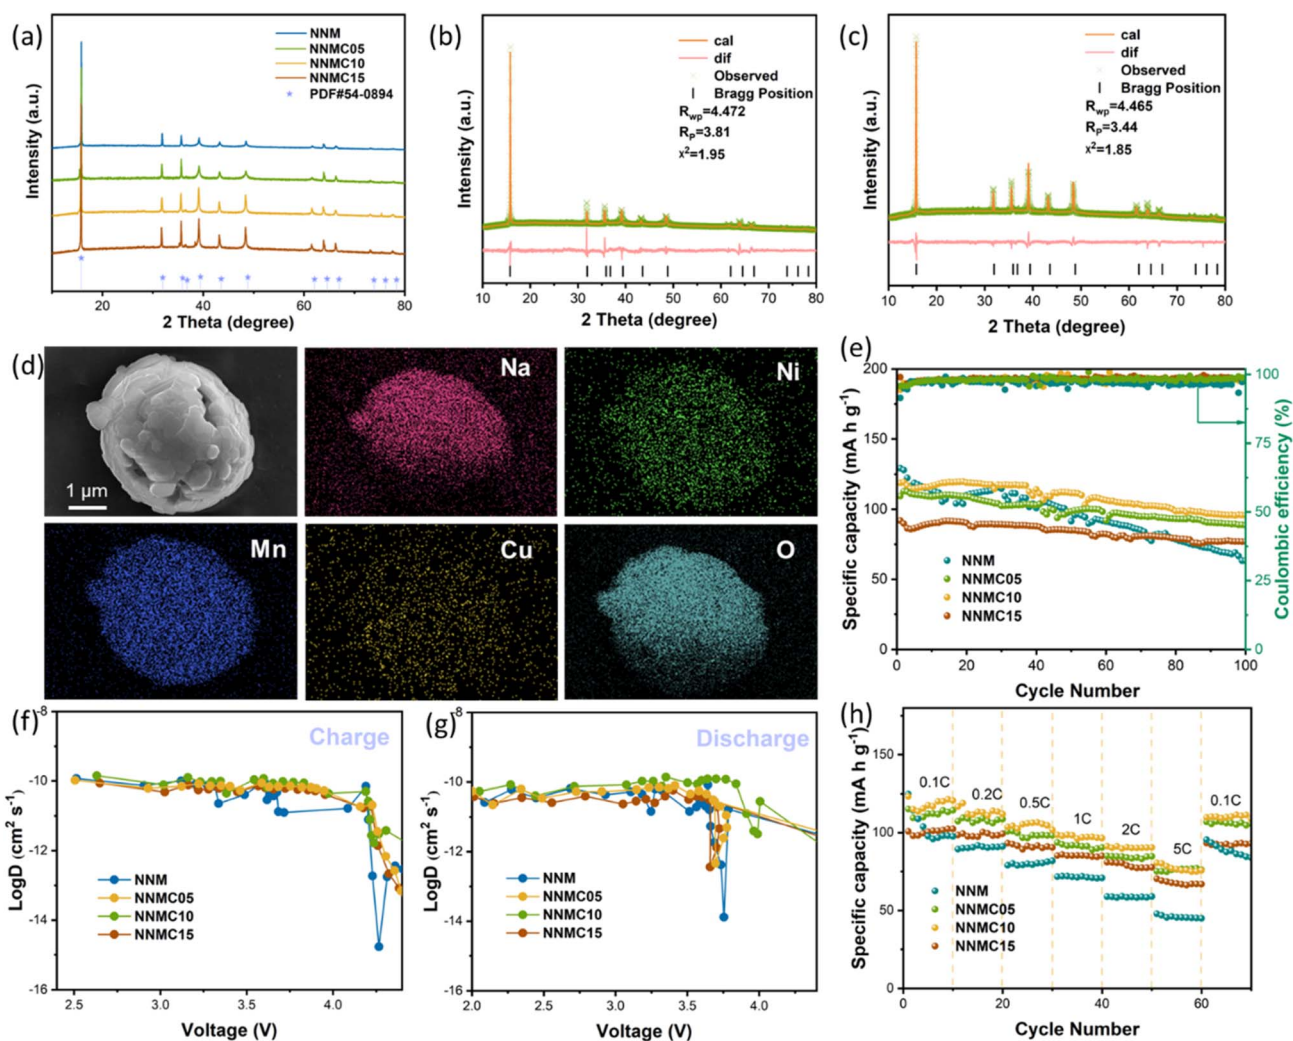 (a)
NNM
NNMC05
NNMC10
NNMC15
PDF#54-0894
Intensity (a.u.)
20 40 60 80
2 Theta (degree)
(b)
cal
dif
Observed
Bragg Position
Rwp=4.472
RP=3.81
χ²=1.95
Intensity (a.u.)
10 20 30 40 50 60 70 80
2 Theta (degree)
(c)
cal
dif
Observed
Bragg Position
Rwp=4.465
RP=3.44
χ²=1.85
Intensity (a.u.)
10 20 30 40 50 60 70 80
2 Theta (degree)
(d)
1 μm
Na
Ni
Mn
Cu
O
(e)
200
150
100
50
0
Specific capacity (mA h g⁻¹)
100
75
50
25
0
Coulombic efficiency (%)
NNM
NNMC05
NNMC10
NNMC15
0 20 40 60 80 100
Cycle Number
(f)
Charge
-8
-10
-12
-14
-16
LogD (cm² s⁻¹)
NNM
NNMC05
NNMC10
NNMC15
2.5 3.0 3.5 4.0
Voltage (V)
(g)
Discharge
-8
-10
-12
-14
-16
LogD (cm² s⁻¹)
NNM
NNMC05
NNMC10
NNMC15
2.0 2.5 3.0 3.5 4.0
Voltage (V)
(h)
150
100
50
0
Specific capacity (mA h g⁻¹)
0.1C
0.2C
0.5C
1C
2C
5C
0.1C
NNM
NNMC05
NNMC10
NNMC15
0 20 40 60
Cycle Number